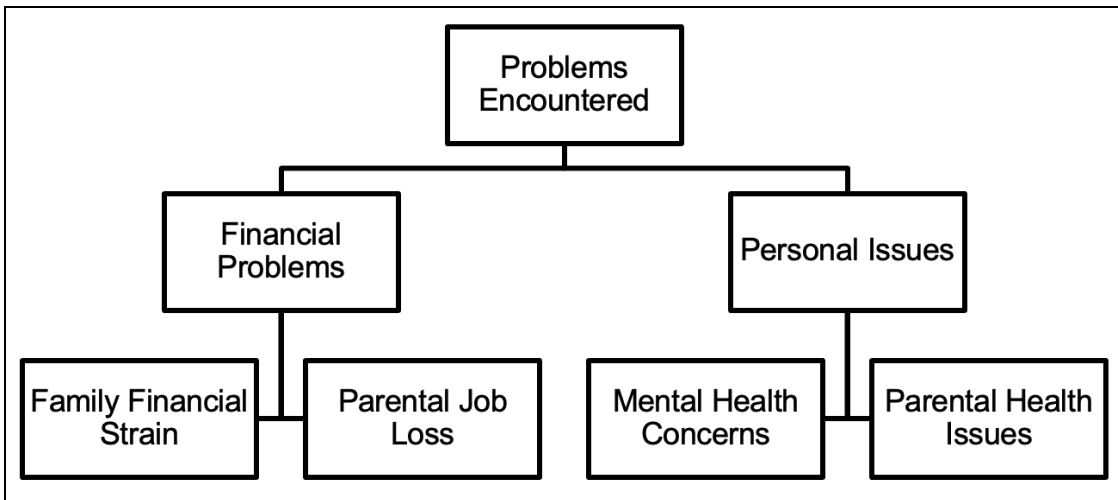 Problems
Encountered
Financial
Problems
Personal Issues
Family Financial
Strain
Parental Job
Loss
Mental Health
Concerns
Parental Health
Issues